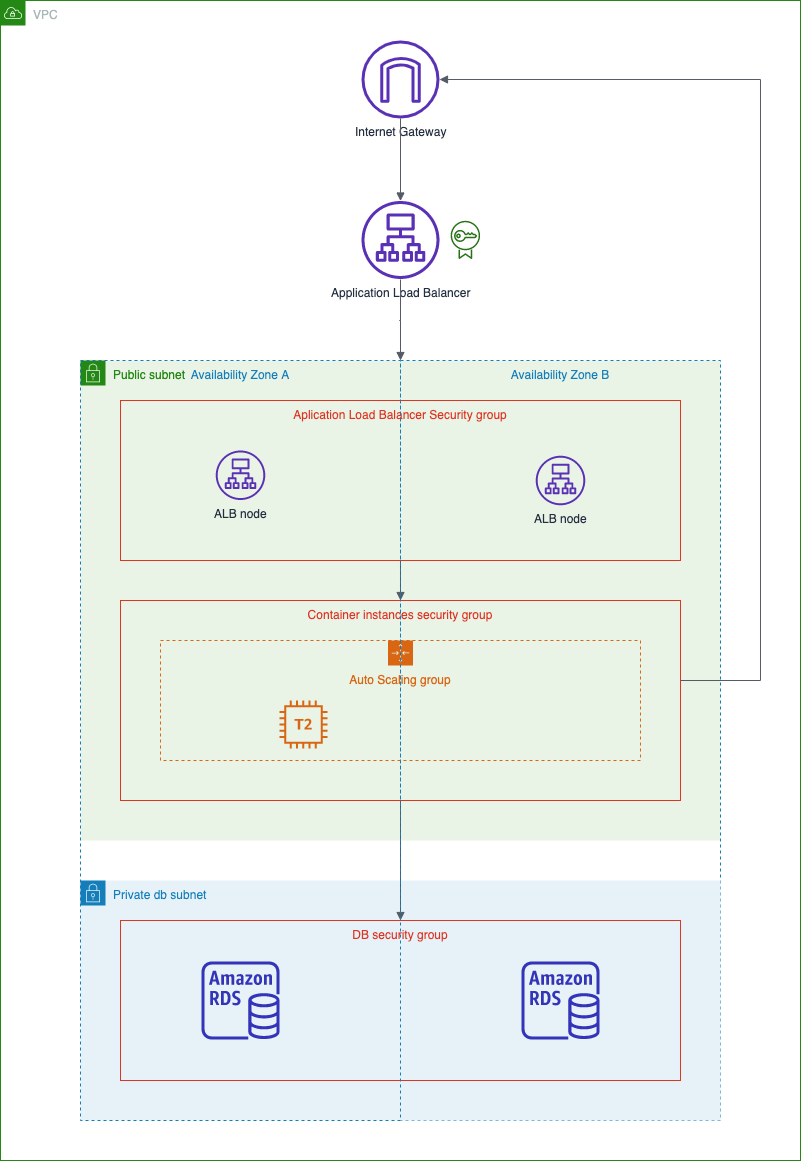 VPC
Internet Gateway
Application Load Balancer
Public subnet
Availability Zone A
Availability Zone B
Aplication Load Balancer Security group
ALB node
ALB node
Container instances security group
Auto Scaling group
T2
Private db subnet
DB security group
Amazon
RDS
Amazon
RDS